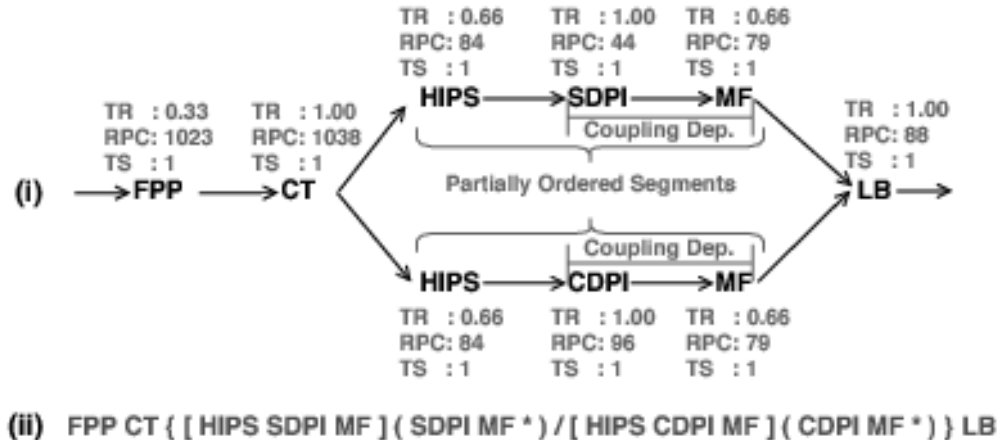 TR : 0.66 TR : 1.00 TR : 0.66
RPC: 84 RPC: 44 RPC: 79
TS : 1 TS : 1 TS : 1
HIPS SDPI MF
Coupling Dep.
TR : 0.33 TR : 1.00 TR : 1.00
RPC: 1023 RPC: 1038 RPC: 88
TS : 1 TS : 1 TS : 1
(i) FPP CT Partially Ordered Segments LB
Coupling Dep.
HIPS CDPI MF
TR : 0.66 TR : 1.00 TR : 0.66
RPC: 84 RPC: 96 RPC: 79
TS : 1 TS : 1 TS : 1
(ii) FPP CT { [ HIPS SDPI MF ] ( SDPI MF * ) / [ HIPS CDPI MF ] ( CDPI MF * ) } LB